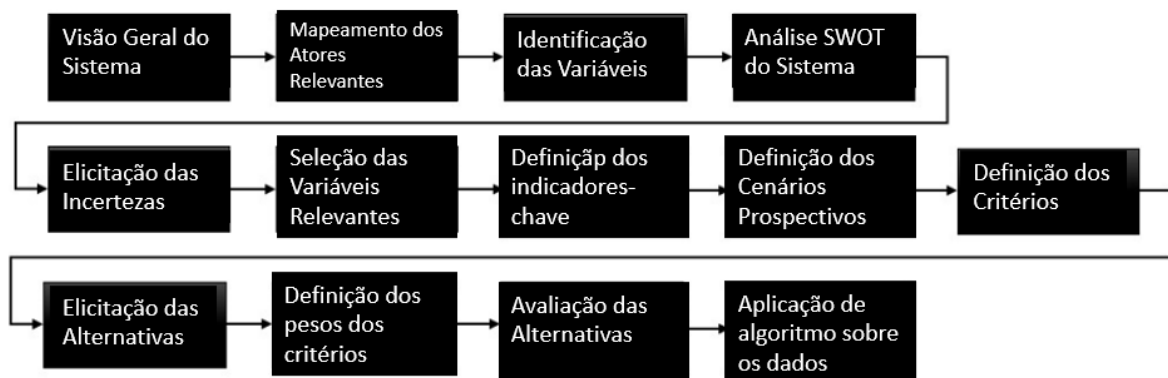 Visão Geral do
Sistema
Mapeamento dos
Atores
Relevantes
Identificação
das Variáveis
Análise SWOT
do Sistema
Elicitação das
Incertezas
Seleção das
Variáveis
Relevantes
Definiçãp dos
indicadores-
chave
Definição dos
Cenários
Prospectivos
Definição dos
Critérios
Elicitação das
Alternativas
Definição dos
pesos dos
critérios
Avaliação das
Alternativas
Aplicação de
algoritmo sobre
os dados